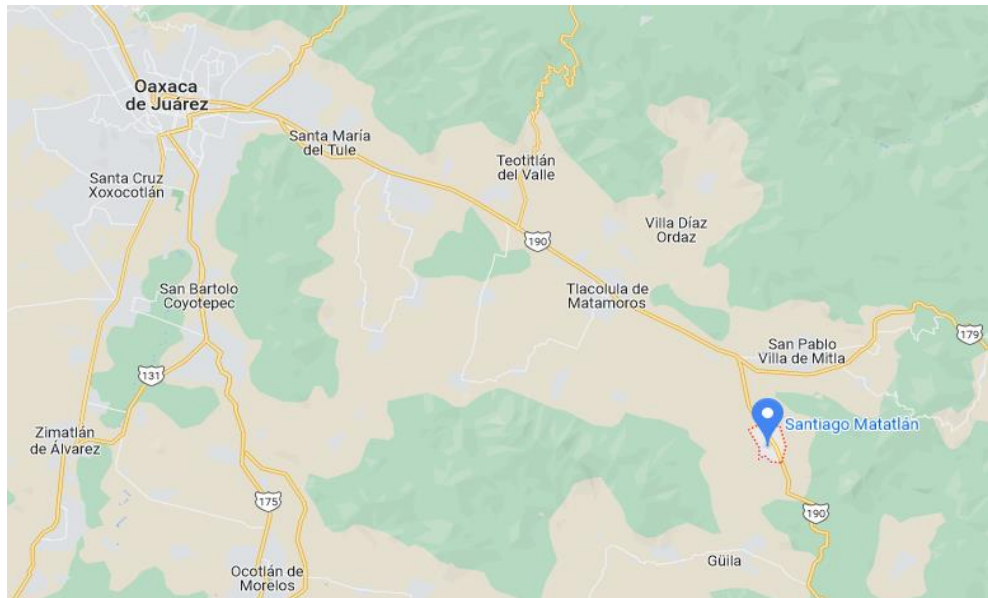 Oaxaca
de Juárez
Santa María
del Tule
Teotitlán
del Valle
Santa Cruz
Xoxocotlán
Villa Díaz
Ordaz
190
San Bartolo
Coyotepec
Tlacolula de
Matamoros
179
San Pablo
Villa de Mitla
131
Santiago Matatlán
Zimatlán
de Álvarez
175
190
Güila
Ocotlán de
Morelos